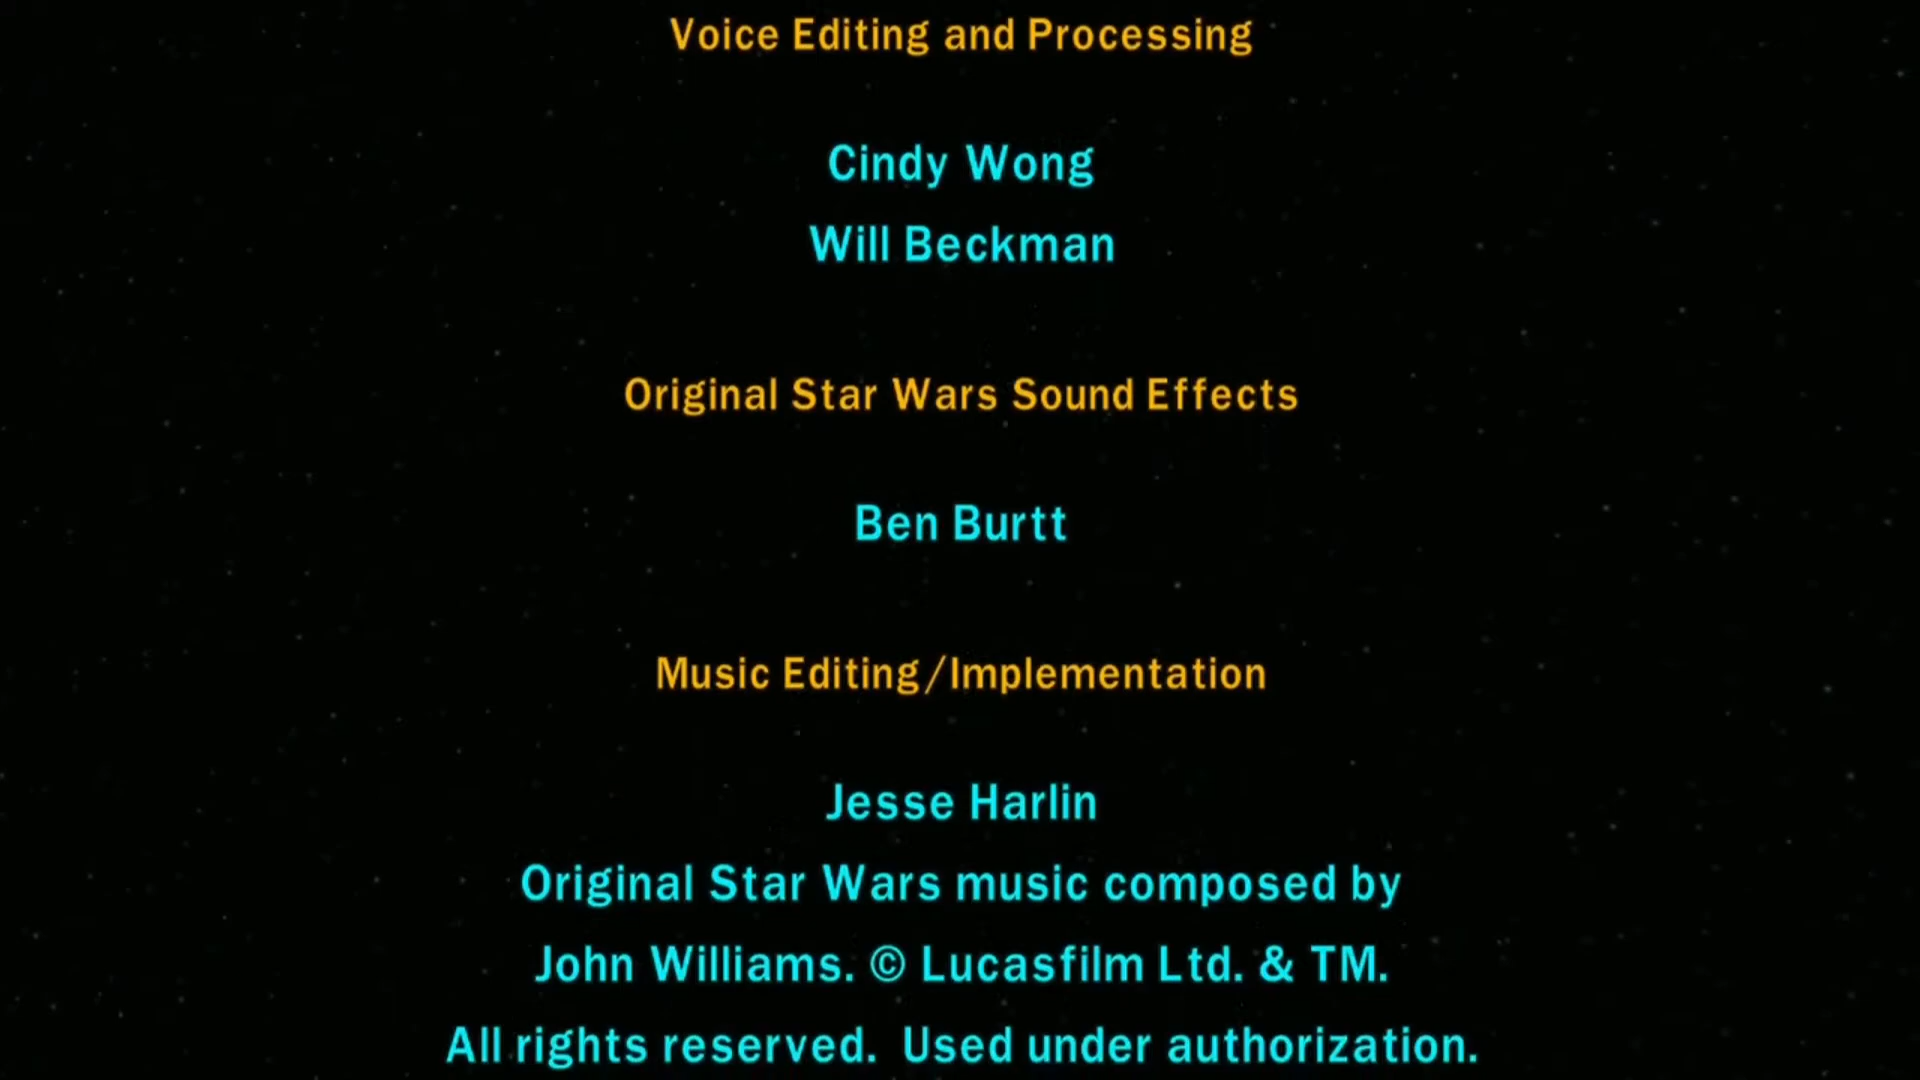 Voice Editing and Processing
Cindy Wong
Will Beckman
Original Star Wars Sound Effects
Ben Burtt
Music Editing/Implementation
Jesse Harlin
Original Star Wars music composed by
John Williams. © Lucasfilm Ltd. & TM.
All rights reserved.  Used under authorization.